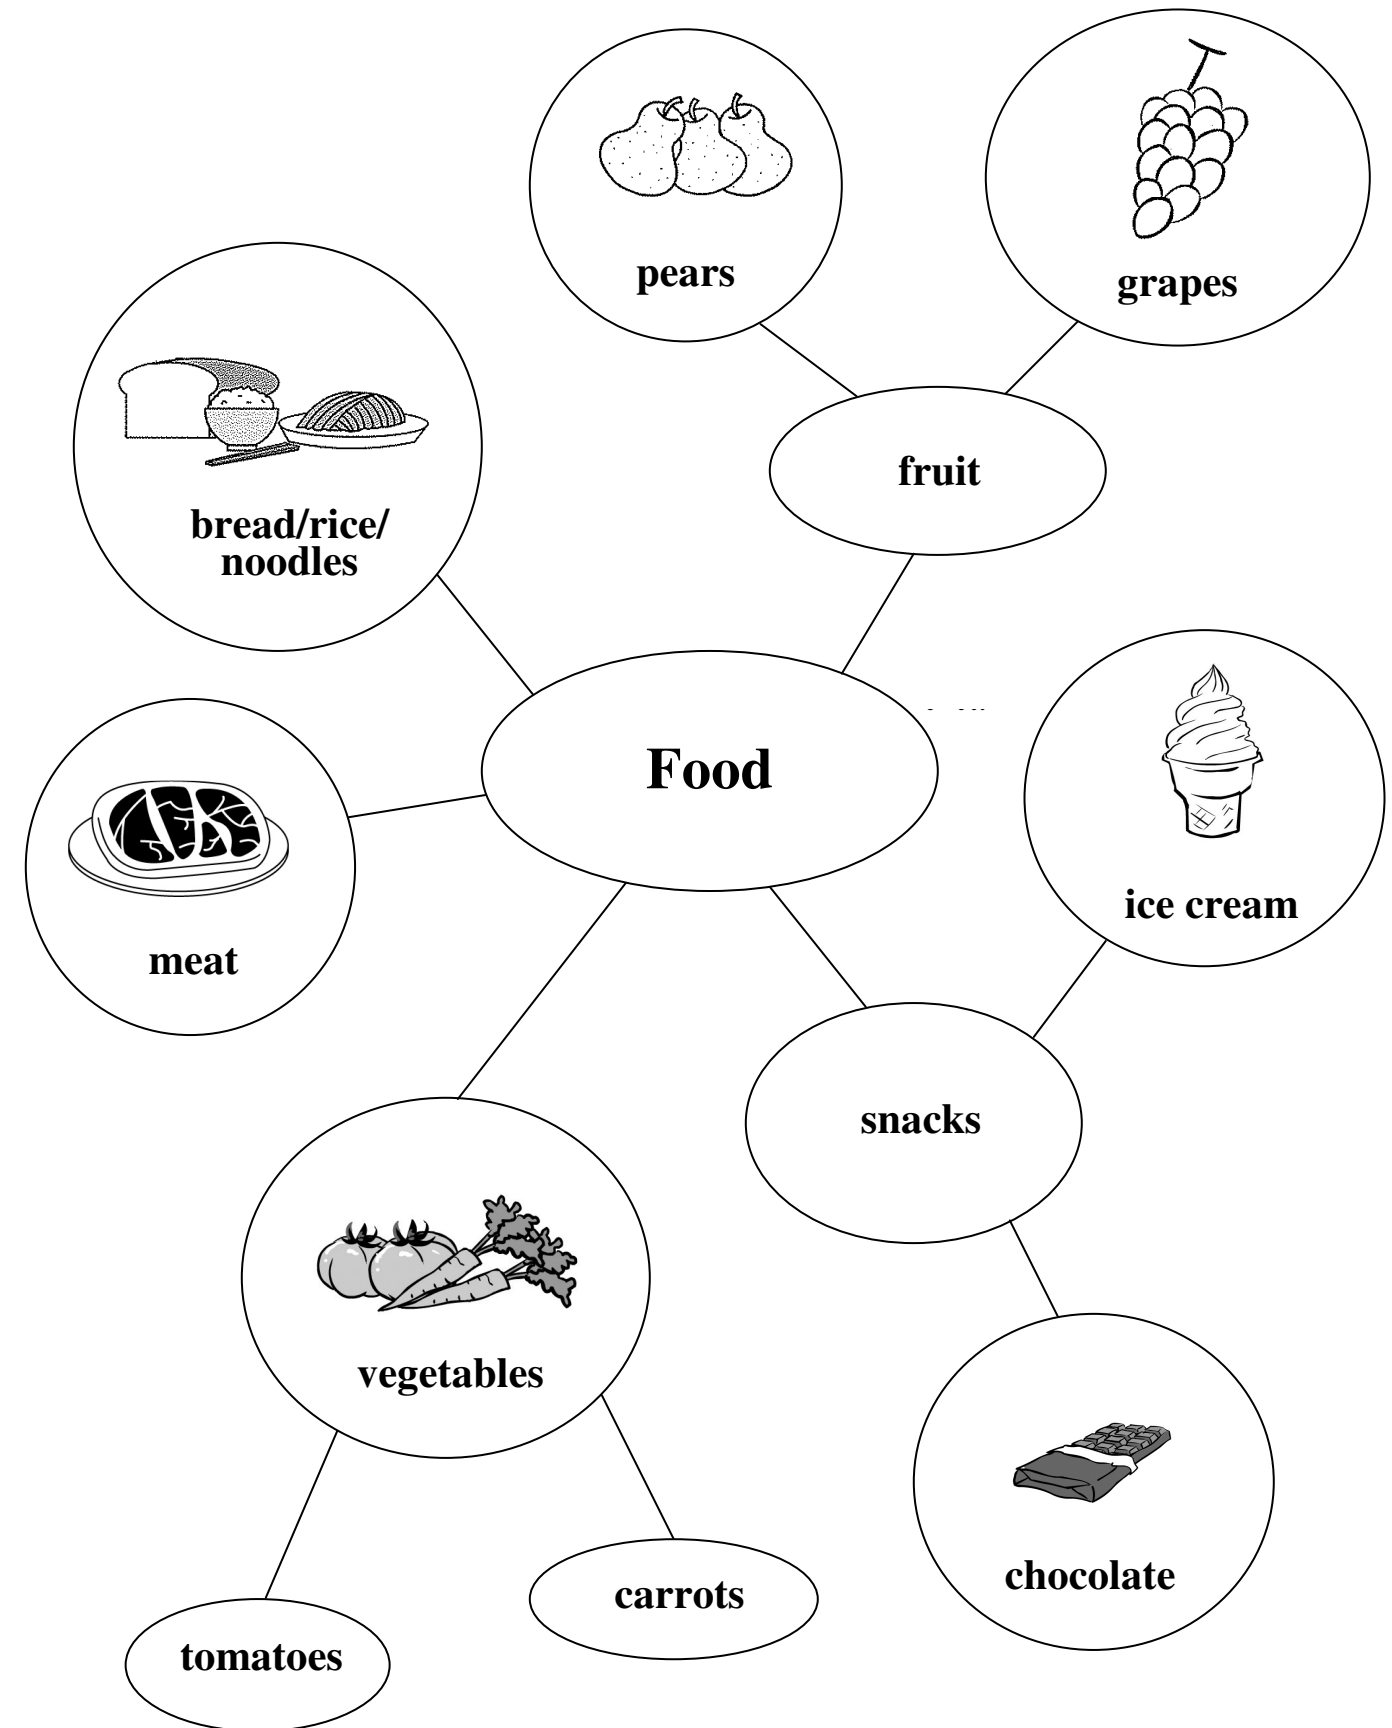 pears
grapes
fruit
bread/rice/
noodles
Food
ice cream
meat
snacks
vegetables
chocolate
carrots
tomatoes